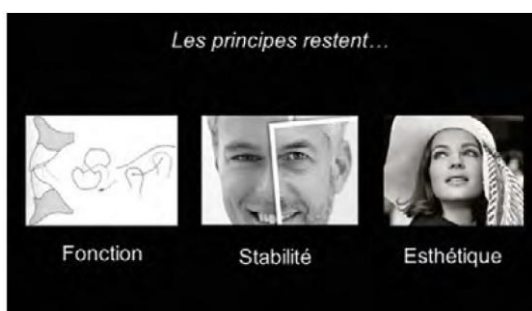 Les principes restent…
Fonction
Stabilité
Esthétique